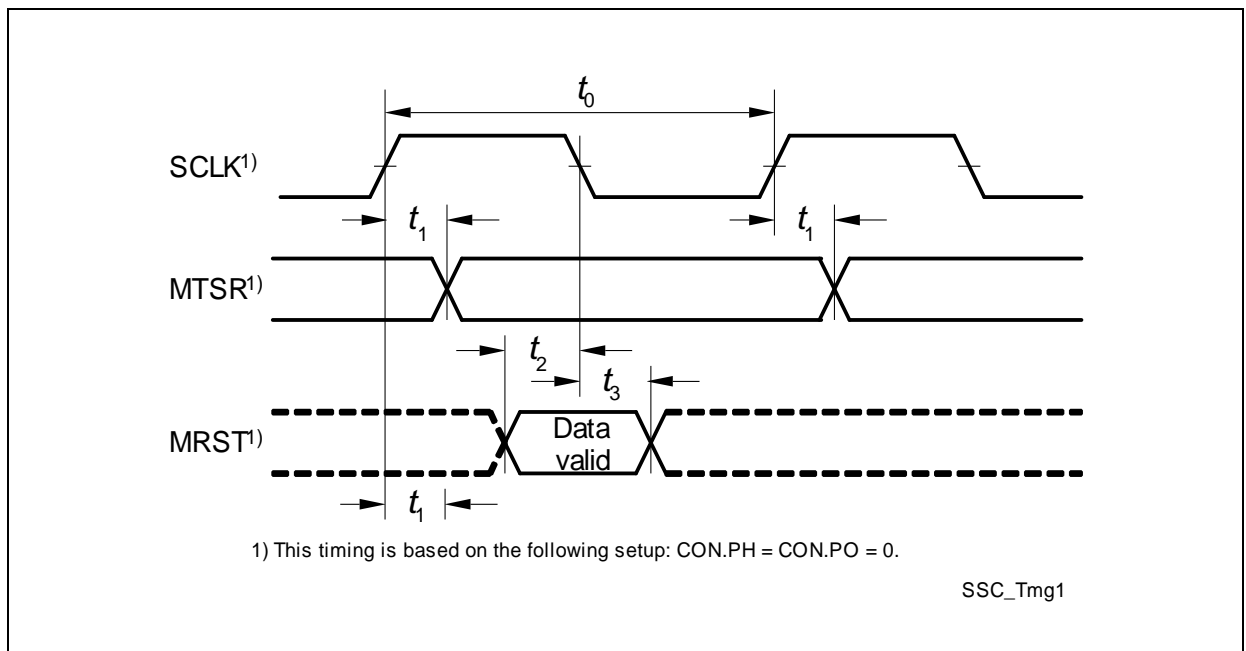 t0
SCLK1)
t1
t1
MTSR1)
t2
t3
MRST1)
Data
valid
t1
1) This timing is based on the following setup: CON.PH = CON.PO = 0.
SSC_Tmg1